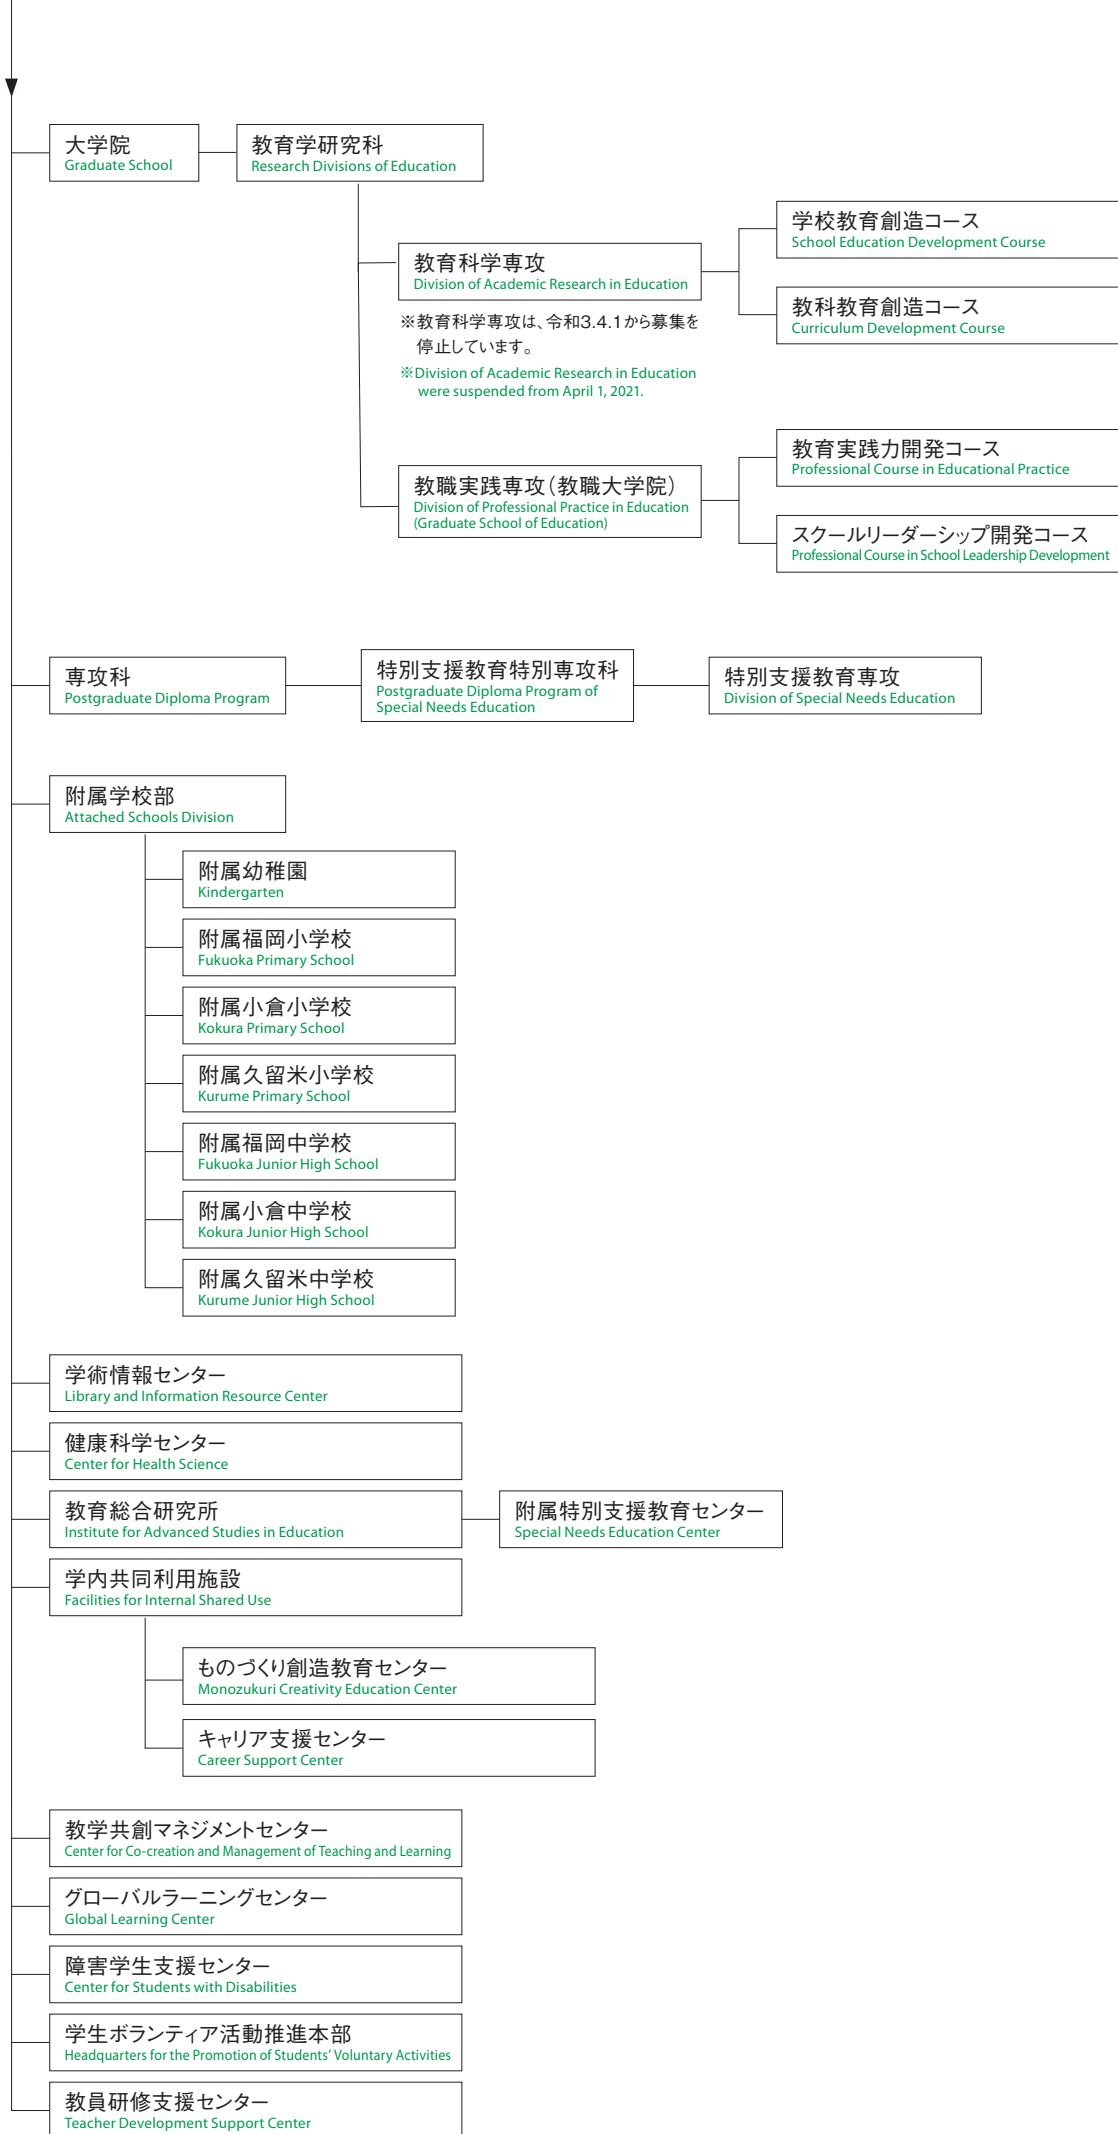 大学院
Graduate School
教育学研究科
Research Divisions of Education
教育科学専攻
Division of Academic Research in Education
※教育科学専攻は、令和3.4.1から募集を
停止しています。
※Division of Academic Research in Education
were suspended from April 1, 2021.
学校教育創造コース
School Education Development Course
教科教育創造コース
Curriculum Development Course
教職実践専攻（教職大学院）
Division of Professional Practice in Education
(Graduate School of Education)
教育実践力開発コース
Professional Course in Educational Practice
スクールリーダーシップ開発コース
Professional Course in School Leadership Development
専攻科
Postgraduate Diploma Program
特別支援教育特別専攻科
Postgraduate Diploma Program of
Special Needs Education
特別支援教育専攻
Division of Special Needs Education
附属学校部
Attached Schools Division
附属幼稚園
Kindergarten
附属福岡小学校
Fukuoka Primary School
附属小倉小学校
Kokura Primary School
附属久留米小学校
Kurume Primary School
附属福岡中学校
Fukuoka Junior High School
附属小倉中学校
Kokura Junior High School
附属久留米中学校
Kurume Junior High School
学術情報センター
Library and Information Resource Center
健康科学センター
Center for Health Science
教育総合研究所
Institute for Advanced Studies in Education
附属特別支援教育センター
Special Needs Education Center
学内共同利用施設
Facilities for Internal Shared Use
ものづくり創造教育センター
Monozukuri Creativity Education Center
キャリア支援センター
Career Support Center
教学共創マネジメントセンター
Center for Co-creation and Management of Teaching and Learning
グローバルラーニングセンター
Global Learning Center
障害学生支援センター
Center for Students with Disabilities
学生ボランティア活動推進本部
Headquarters for the Promotion of Students’ Voluntary Activities
教員研修支援センター
Teacher Development Support Center